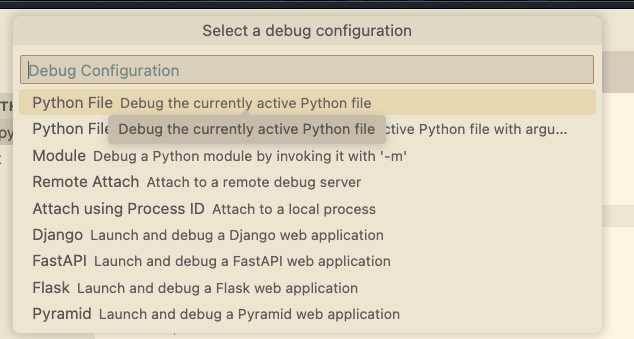 Select a debug configuration
Debug Configuration
Python File Debug the currently active Python file
Python File Debug the currently active Python file ctive Python file with argu...
Module Debug a Python module by invoking it with '-m'
Remote Attach Attach to a remote debug server
Attach using Process ID Attach to a local process
Django Launch and debug a Django web application
FastAPI Launch and debug a FastAPI web application
Flask Launch and debug a Flask web application
Pyramid Launch and debug a Pyramid web application